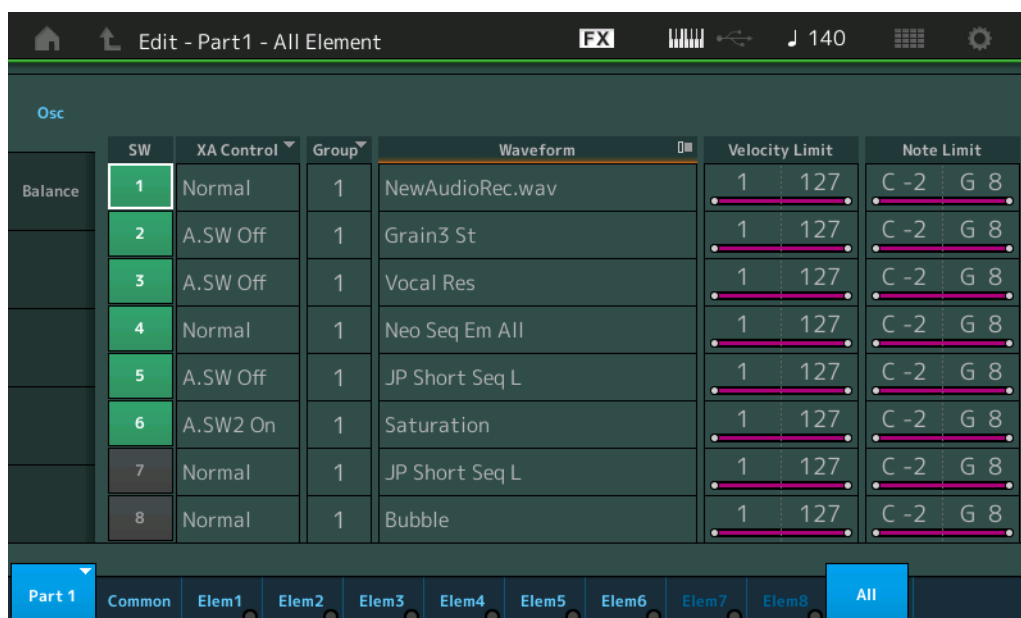 Edit - Part1 - All Element FX 140
Osc
SW XA Control Group Waveform Velocity Limit Note Limit
Balance 1 Normal 1 NewAudioRec.wav 1 127 C -2 G 8
2 A.SW Off 1 Grain3 St 1 127 C -2 G 8
3 A.SW Off 1 Vocal Res 1 127 C -2 G 8
4 Normal 1 Neo Seq Em All 1 127 C -2 G 8
5 A.SW Off 1 JP Short Seq L 1 127 C -2 G 8
6 A.SW2 On 1 Saturation 1 127 C -2 G 8
7 Normal 1 JP Short Seq L 1 127 C -2 G 8
8 Normal 1 Bubble 1 127 C -2 G 8
Part 1 Common Elem1 Elem2 Elem3 Elem4 Elem5 Elem6 Elem7 Elem8 All